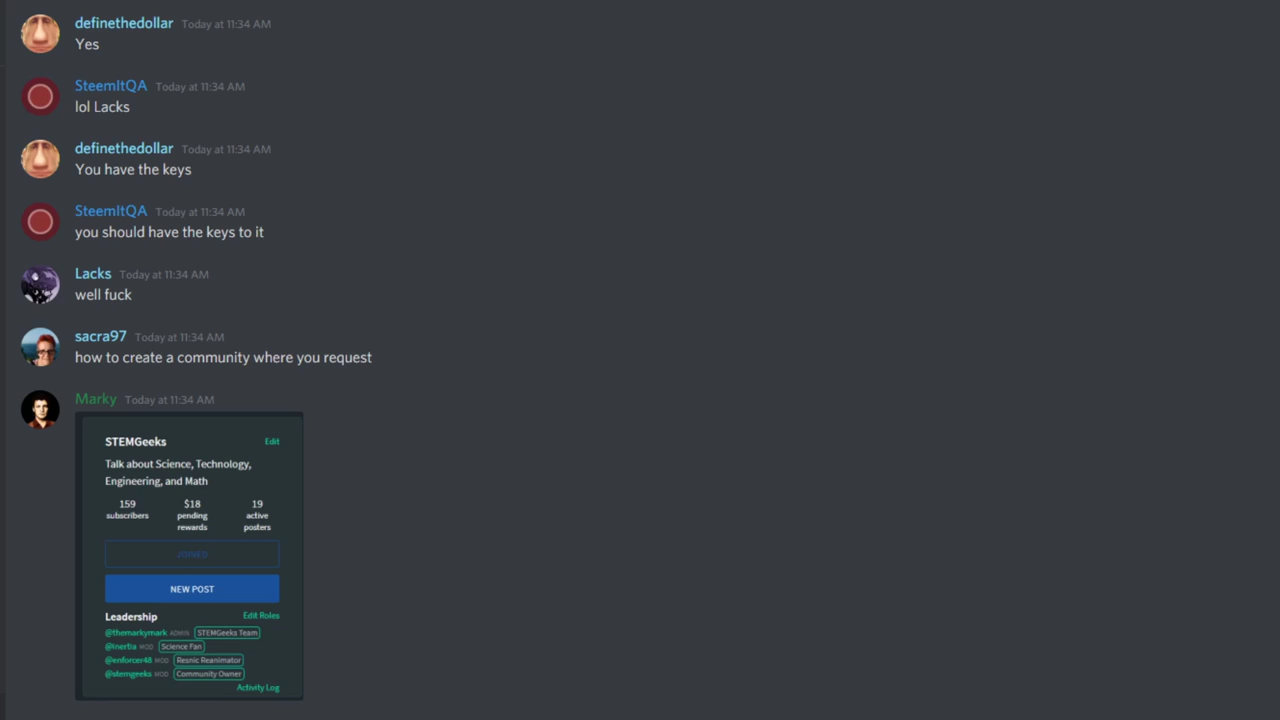 definethedollar Today at 11:34 AM
Yes
SteemItQA Today at 11:34 AM
lol Lacks
definethedollar Today at 11:34 AM
You have the keys
SteemItQA Today at 11:34 AM
you should have the keys to it
Lacks Today at 11:34 AM
well fuck
sacra97 Today at 11:34 AM
how to create a community where you request
Marky Today at 11:34 AM
STEMGeeks Edit
Talk about Science, Technology,
Engineering, and Math
159 $18 19
subscribers pending active
rewards posters
JOINED
NEW POST
Leadership Edit Roles
@themarkymark ADMIN STEMGeeks Team
@inertia MOD Science Fan
@enforcer48 MOD Resnic Reanimator
@stemgeeks MOD Community Owner
Activity Log